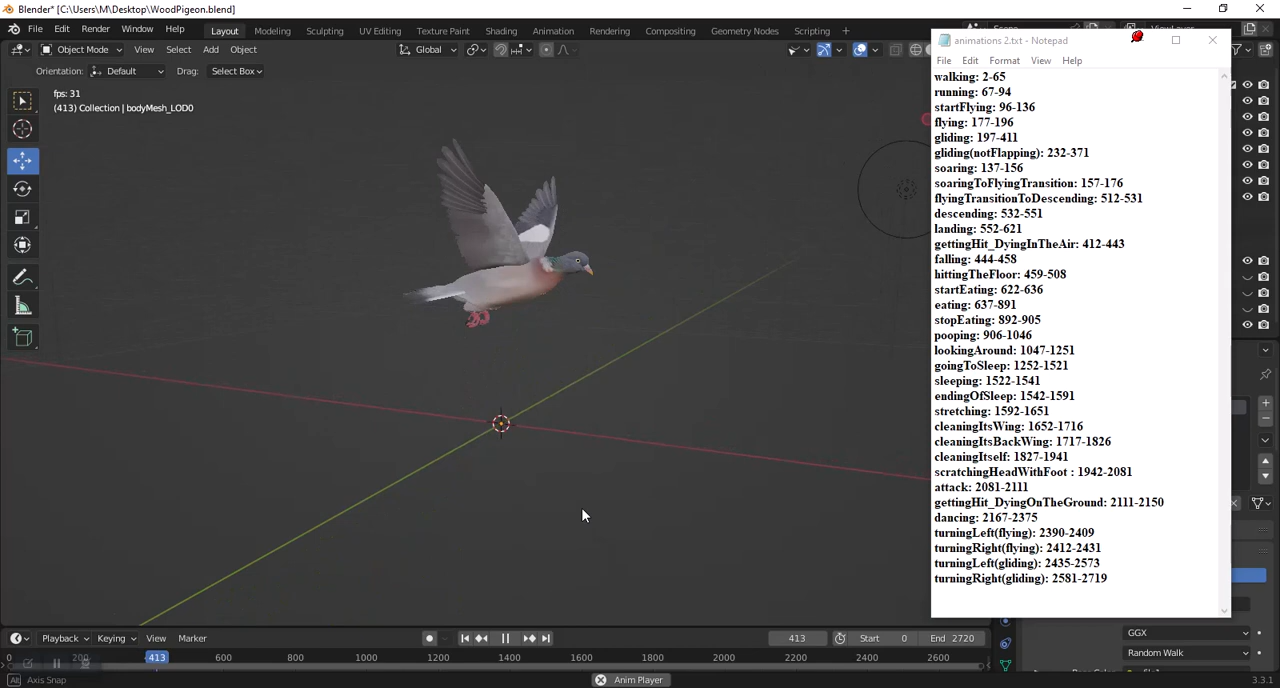 Blender* [C:\Users\M\Desktop\WoodPigeon.blend]
File Edit Render Window Help Layout Modeling Sculpting UV Editing Texture Paint Shading Animation Rendering Compositing Geometry Nodes Scripting +
Object Mode View Select Add Object Global
Orientation: Default Drag: Select Box
fps: 31
(413) Collection | bodyMesh_LOD0
animations 2.txt - Notepad
File Edit Format View Help
walking: 2-65
running: 67-94
startFlying: 96-136
flying: 177-196
gliding: 197-411
gliding(notFlapping): 232-371
soaring: 137-156
soaringToFlyingTransition: 157-176
flyingTransitionToDescending: 512-531
descending: 532-551
landing: 552-621
gettingHit_DyingInTheAir: 412-443
falling: 444-458
hittingTheFloor: 459-508
startEating: 622-636
eating: 637-891
stopEating: 892-905
pooping: 906-1046
lookingAround: 1047-1251
goingToSleep: 1252-1521
sleeping: 1522-1541
endingOfSleep: 1542-1591
stretching: 1592-1651
cleaningItsWing: 1652-1716
cleaningItsBackWing: 1717-1826
cleaningItself: 1827-1941
scratchingHeadWithFoot : 1942-2081
attack: 2081-2111
gettingHit_DyingOnTheGround: 2111-2150
dancing: 2167-2375
turningLeft(flying): 2390-2409
turningRight(flying): 2412-2431
turningLeft(gliding): 2435-2573
turningRight(gliding): 2581-2719
GGX
Random Walk
Playback Keying View Marker 413 Start 0 End 2720
0 200 413 600 800 1000 1200 1400 1600 1800 2000 2200 2400 2600
Alt Axis Snap Anim Player 3.3.1